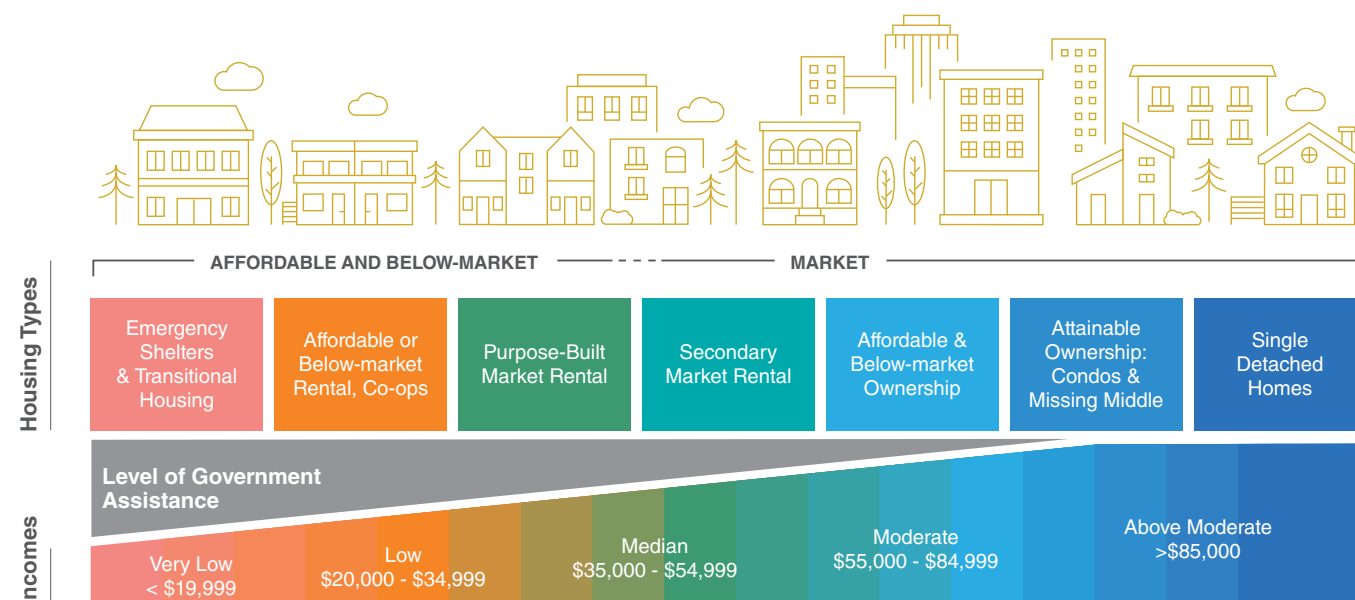 AFFORDABLE AND BELOW-MARKET
MARKET
Housing Types
Emergency
Shelters
& Transitional
Housing
Affordable or
Below-market
Rental, Co-ops
Purpose-Built
Market Rental
Secondary
Market Rental
Affordable &
Below-market
Ownership
Attainable
Ownership:
Condos &
Missing Middle
Single
Detached
Homes
Level of Government
Assistance
ncomes
Very Low
< $19,999
Low
$20,000 - $34,999
Median
$35,000 - $54,999
Moderate
$55,000 - $84,999
Above Moderate
>$85,000